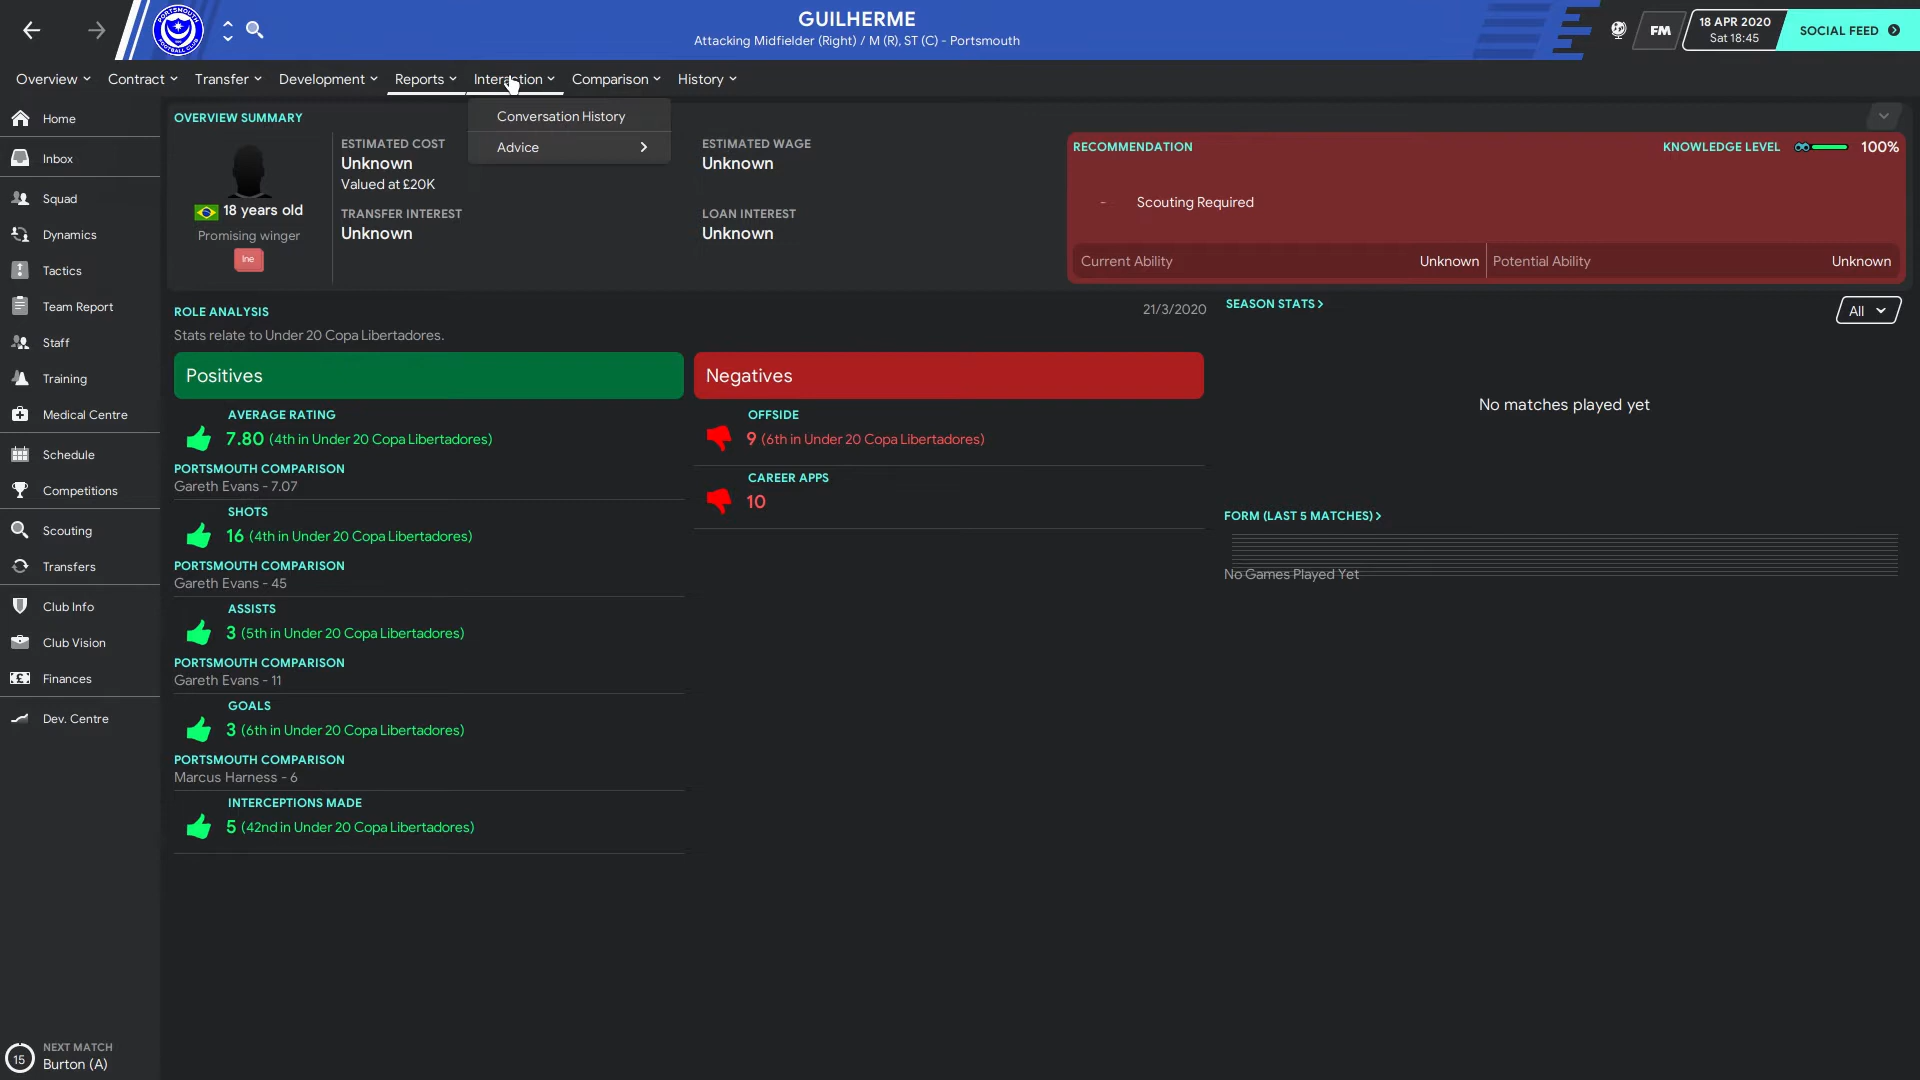 GUILHERME
Attacking Midfielder (Right) / M (R), ST (C) - Portsmouth
FM
18 APR 2020
Sat 18:45
SOCIAL FEED
Overview
Contract
Transfer
Development
Reports
Interaction
Comparison
History
Conversation History
Advice
Home
Inbox
Squad
Dynamics
Tactics
Team Report
Staff
Training
Medical Centre
Schedule
Competitions
Scouting
Transfers
Club Info
Club Vision
Finances
Dev. Centre
15
NEXT MATCH
Burton (A)
OVERVIEW SUMMARY
18 years old
Promising winger
Ine
ESTIMATED COST
Unknown
Valued at £20K
TRANSFER INTEREST
Unknown
ESTIMATED WAGE
Unknown
LOAN INTEREST
Unknown
RECOMMENDATION
KNOWLEDGE LEVEL
100%
- Scouting Required
Current Ability
Unknown
Potential Ability
Unknown
ROLE ANALYSIS
21/3/2020
Stats relate to Under 20 Copa Libertadores.
Positives
AVERAGE RATING
7.80 (4th in Under 20 Copa Libertadores)
PORTSMOUTH COMPARISON
Gareth Evans - 7.07
SHOTS
16 (4th in Under 20 Copa Libertadores)
PORTSMOUTH COMPARISON
Gareth Evans - 45
ASSISTS
3 (5th in Under 20 Copa Libertadores)
PORTSMOUTH COMPARISON
Gareth Evans - 11
GOALS
3 (6th in Under 20 Copa Libertadores)
PORTSMOUTH COMPARISON
Marcus Harness - 6
INTERCEPTIONS MADE
5 (42nd in Under 20 Copa Libertadores)
Negatives
OFFSIDE
9 (6th in Under 20 Copa Libertadores)
CAREER APPS
10
SEASON STATS
All
No matches played yet
FORM (LAST 5 MATCHES)
No Games Played Yet